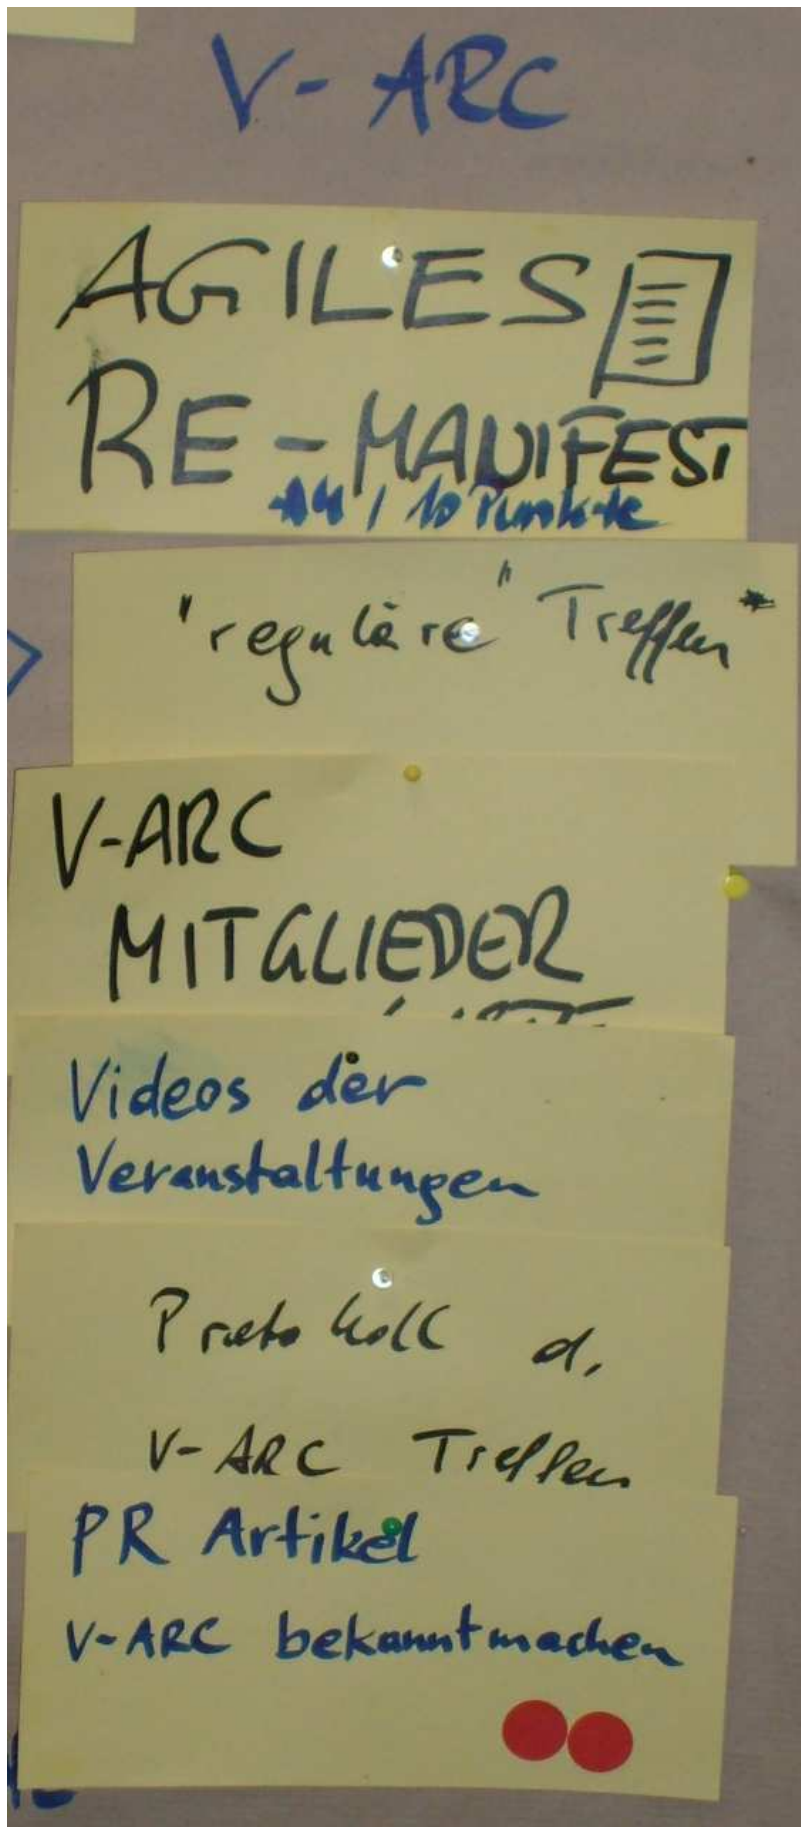 V-ARC
AGILES
RE-MANIFEST
A4 / 10 Punkte
"reguläre" Treffen*
V-ARC
MITGLIEDER
Videos der
Veranstaltungen
Protokoll d.
V-ARC Treffen
PR Artikel
V-ARC bekanntmachen